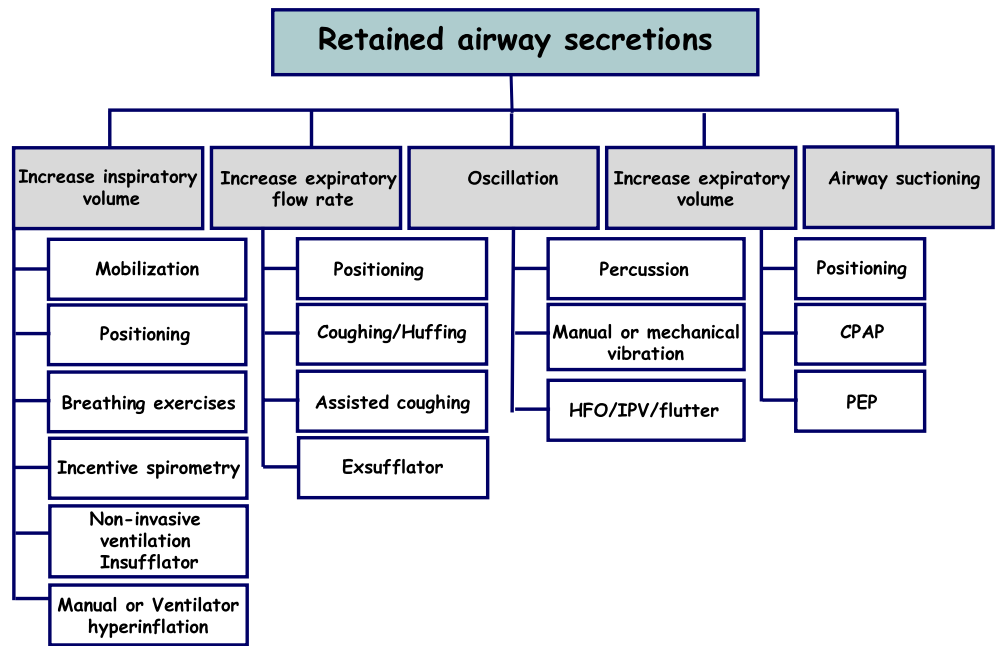 Retained airway secretions
Increase inspiratory
volume
Increase expiratory
flow rate
Oscillation
Increase expiratory
volume
Airway suctioning
Mobilization
Positioning
Breathing exercises
Incentive spirometry
Non-invasive
ventilation
Insufflator
Manual or Ventilator
hyperinflation
Positioning
Coughing/Huffing
Assisted coughing
Exsufflator
Percussion
Manual or mechanical
vibration
HFO/IPV/flutter
Positioning
CPAP
PEP